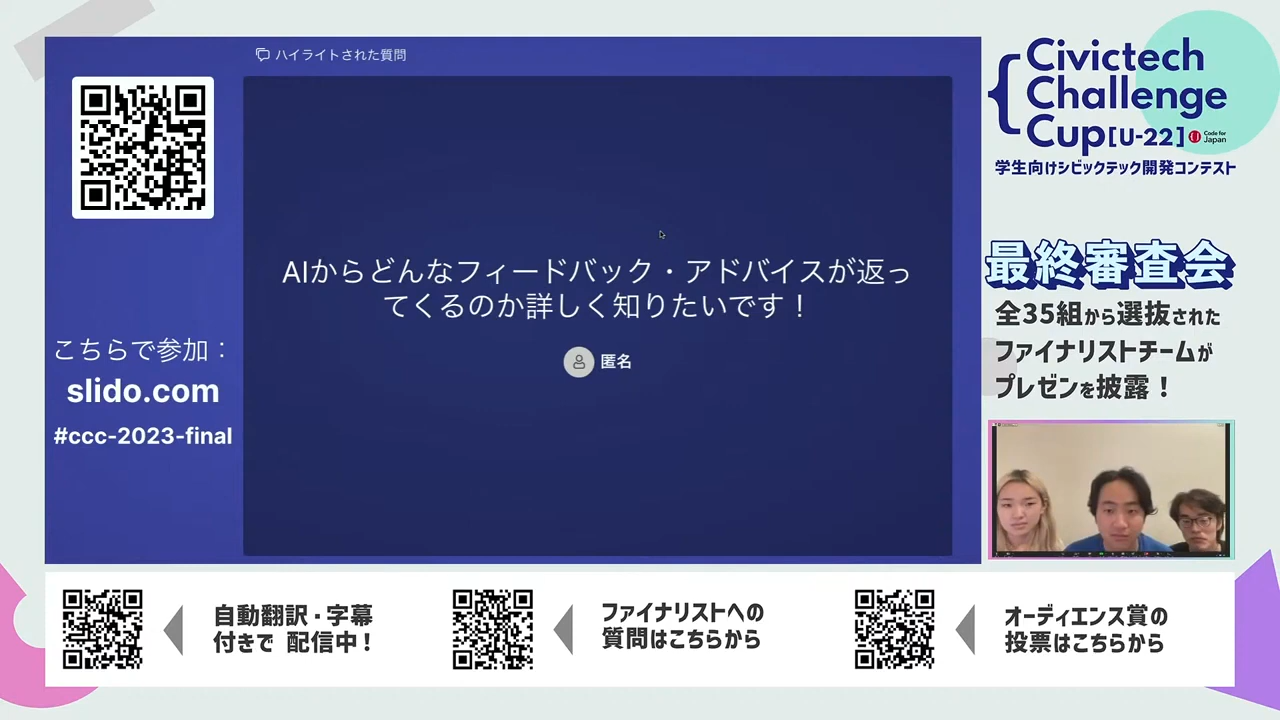 ハイライトされた質問
AIからどんなフィードバック・アドバイスが返っ
てくるのか詳しく知りたいです！
匿名
こちらで参加：
slido.com
#ccc-2023-final
Civictech
Challenge
Cup[U-22]
Code for
Japan
学生向けシビックテック開発コンテスト
最終審査会
全35組から選抜された
ファイナリストチームが
プレゼンを披露！
自動翻訳・字幕
付きで 配信中！
ファイナリストへの
質問はこちらから
オーディエンス賞の
投票はこちらから